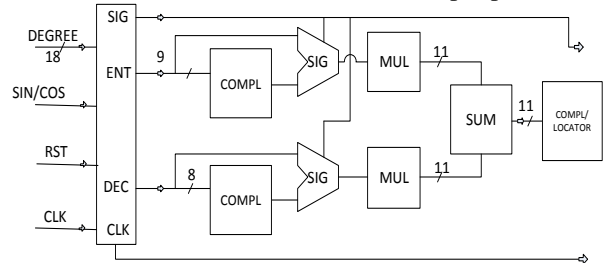 SIG
DEGREE
18
ENT
9
COMPL
SIG
MUL
11
SIN/COS
SUM
11
COMPL/
LOCATOR
RST
DEC
8
COMPL
SIG
MUL
11
CLK
CLK